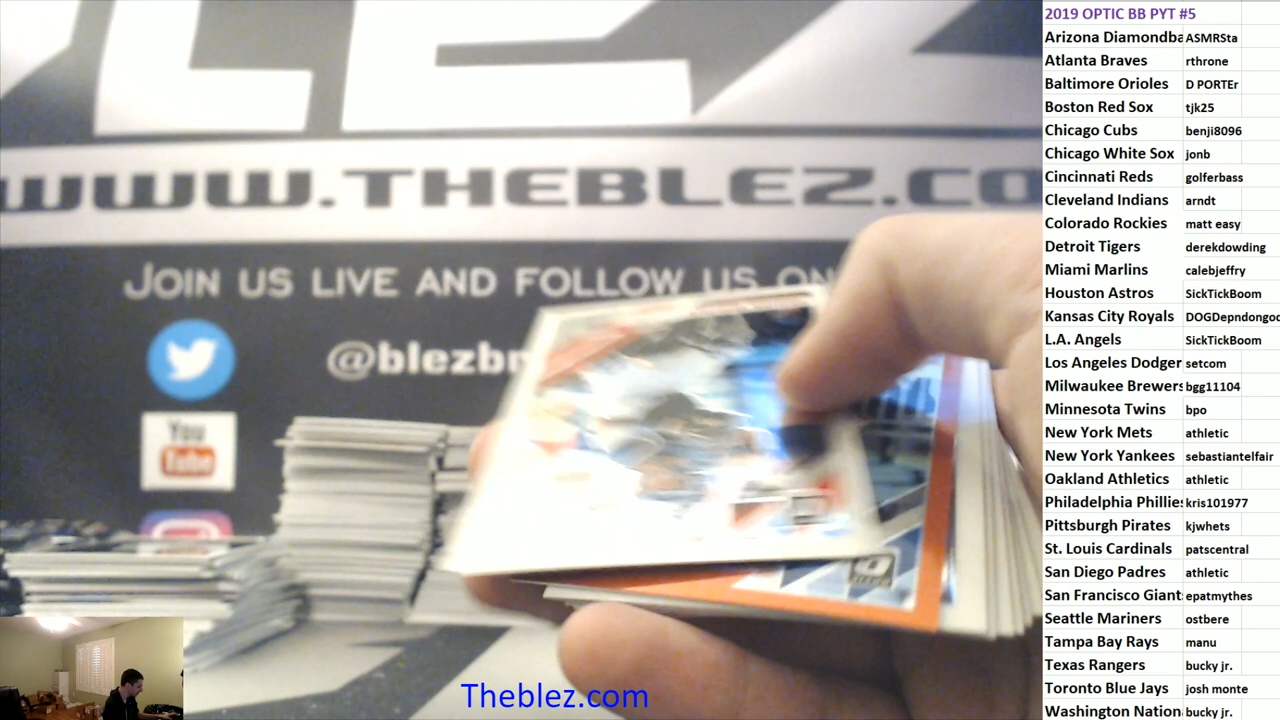 WWW.THEBLEZ.CO
JOIN US LIVE AND FOLLOW US ON
@blezb
You
Tube
Theblez.com
2019 OPTIC BB PYT #5
Arizona Diamondba ASMRSta
Atlanta Braves rthrone
Baltimore Orioles D PORTEr
Boston Red Sox tjk25
Chicago Cubs benji8096
Chicago White Sox jonb
Cincinnati Reds golferbass
Cleveland Indians arndt
Colorado Rockies matt easy
Detroit Tigers derekdowding
Miami Marlins calebjeffry
Houston Astros SickTickBoom
Kansas City Royals DOGDepndongod
L.A. Angels SickTickBoom
Los Angeles Dodger setcom
Milwaukee Brewers bgg11104
Minnesota Twins bpo
New York Mets athletic
New York Yankees sebastiantelfair
Oakland Athletics athletic
Philadelphia Phillies kris101977
Pittsburgh Pirates kjwhets
St. Louis Cardinals patscentral
San Diego Padres athletic
San Francisco Giant epatmythes
Seattle Mariners ostbere
Tampa Bay Rays manu
Texas Rangers bucky jr.
Toronto Blue Jays josh monte
Washington Nation bucky jr.